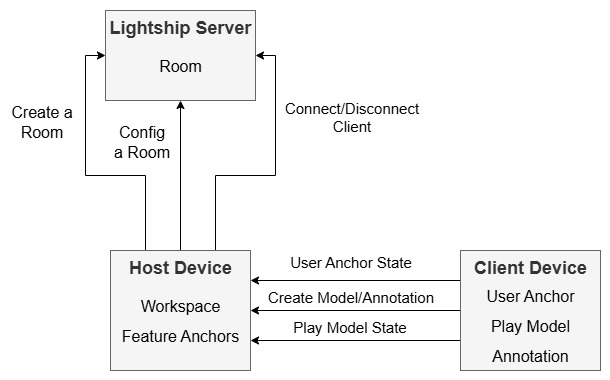 Lightship Server
Room
Create a
Room
Config
a Room
Connect/Disconnect
Client
Host Device
Workspace
Feature Anchors
User Anchor State
Create Model/Annotation
Play Model State
Client Device
User Anchor
Play Model
Annotation